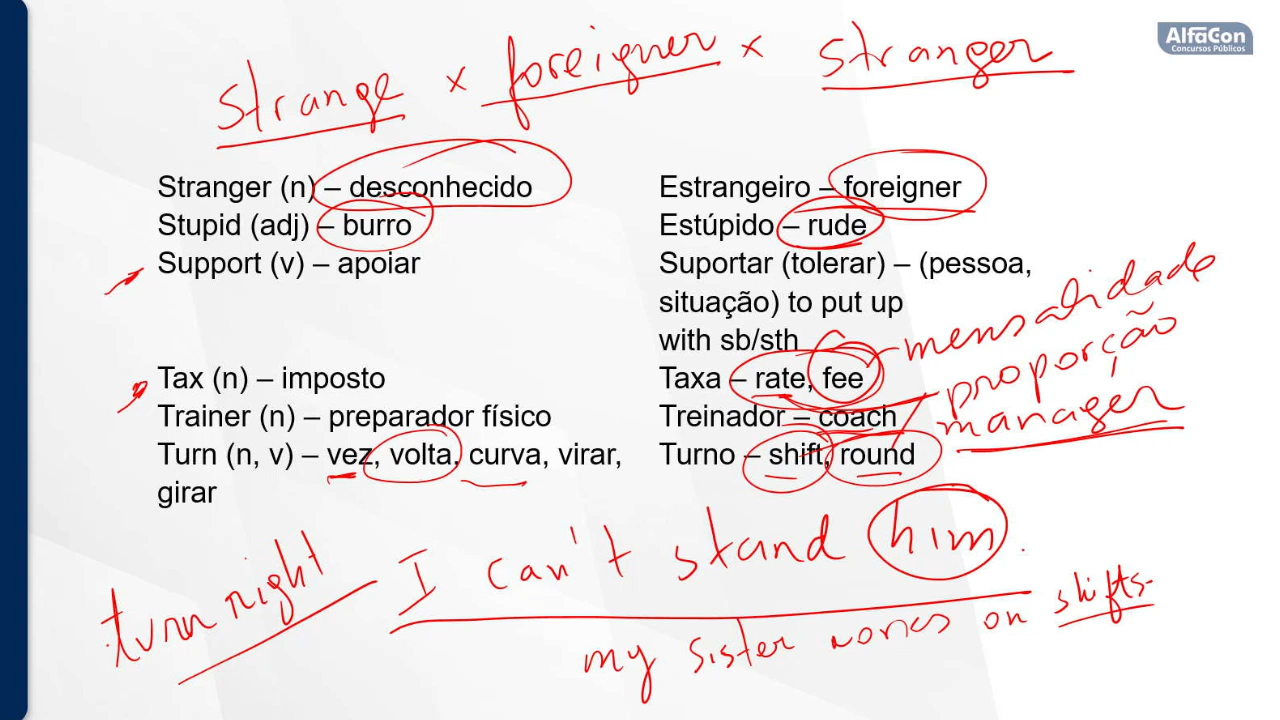 AlfaCon
Concursos Públicos
strange x foreigner x stranger
Stranger (n) – desconhecido
Estrangeiro – foreigner
Stupid (adj) – burro
Estúpido – rude
Support (v) – apoiar
Suportar (tolerar) – (pessoa,
situação) to put up
with sb/sth
mensalidade
Tax (n) – imposto
Taxa – rate, fee
proporção
Trainer (n) – preparador físico
Treinador – coach
manager
Turn (n, v) – vez, volta, curva, virar,
girar
Turno – shift, round
turn right
I can't stand him.
my sister works on shifts.